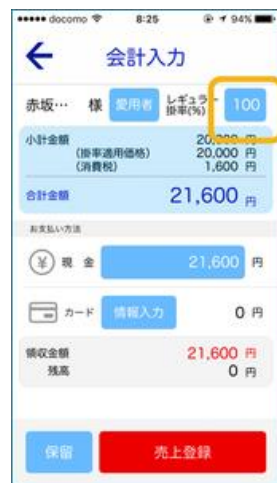 ●●●●● docomo 8:25 94%
会計入力
赤坂… 様 愛用者 レギュラー掛率(%) 100
小計金額 20,000 円
(掛率適用価格) 20,000 円
(消費税) 1,600 円
合計金額 21,600 円
お支払い方法
¥ 現 金 21,600 円
カード 情報入力 0 円
領収金額 21,600 円
残高 0 円
保留 売上登録